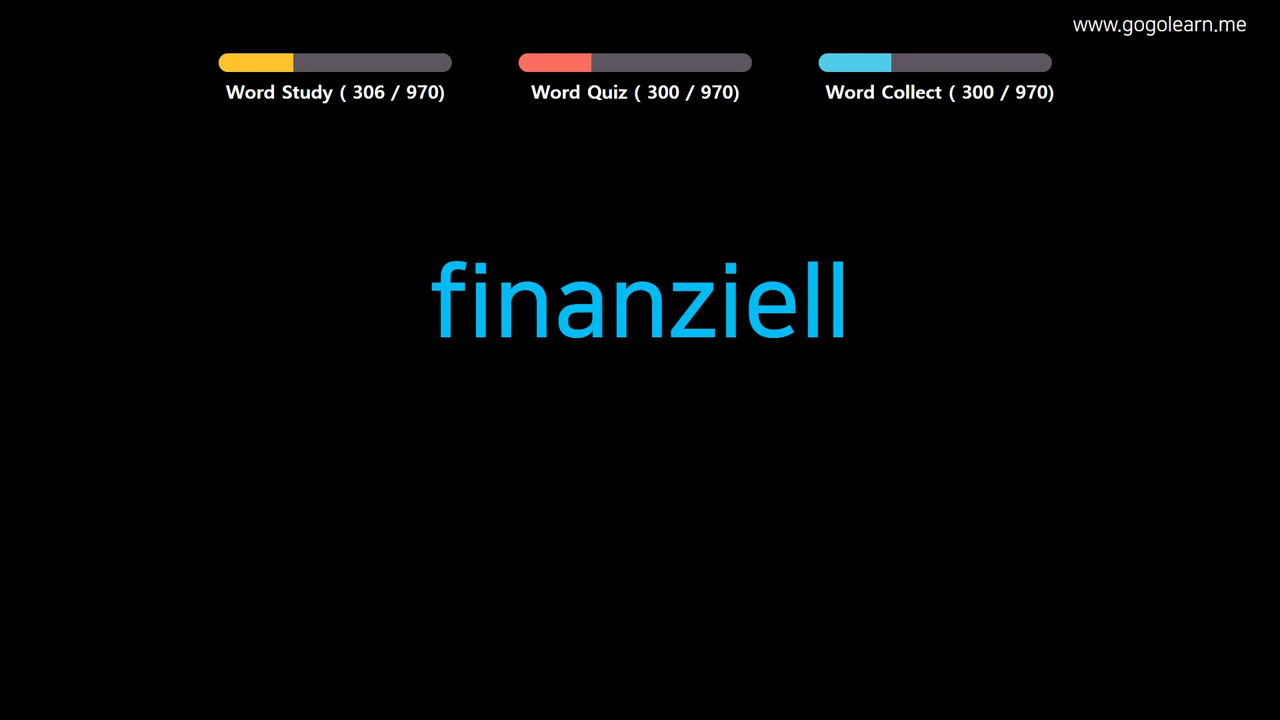 www.gogolearn.me
Word Study ( 306 / 970)
Word Quiz ( 300 / 970)
Word Collect ( 300 / 970)
finanziell